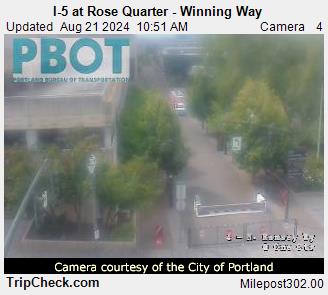 I-5 at Rose Quarter - Winning Way
Updated Aug 21 2024 10:51 AM Camera 4
PBOT
PORTLAND BUREAU OF TRANSPORTATION
Camera courtesy of the City of Portland
TripCheck.com Milepost302.00